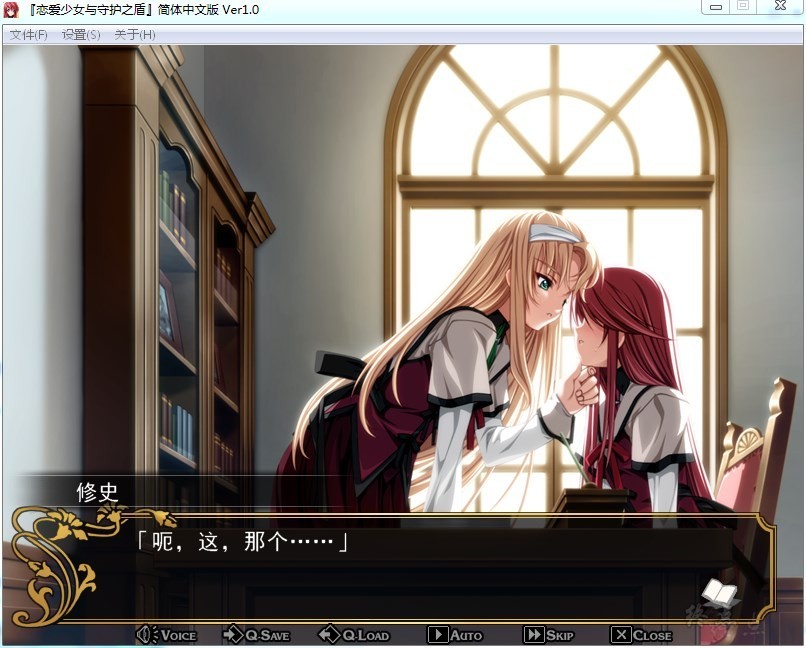 『恋爱少女与守护之盾』简体中文版 Ver1.0
文件(F) 设置(S) 关于(H)
修史
「呃，这，那个……」
VOICE Q.SAVE Q.LOAD AUTO SKIP CLOSE